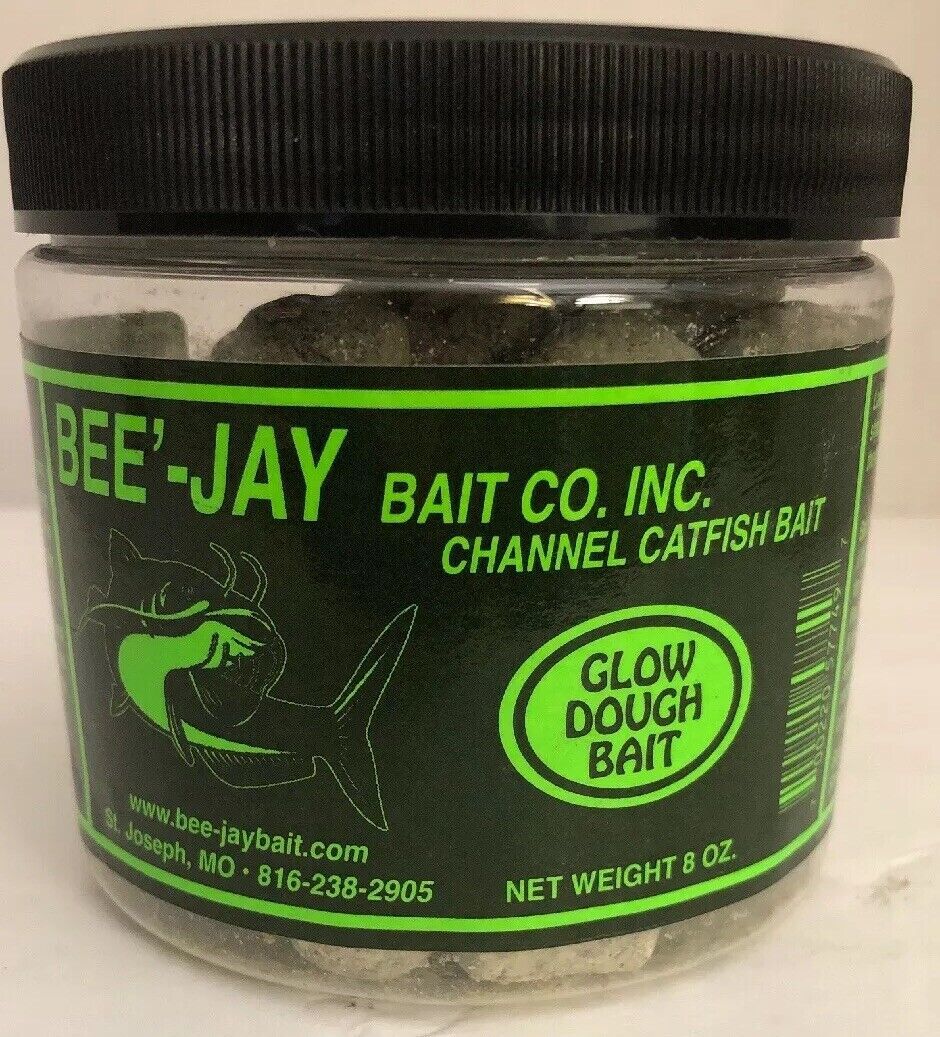 BEE'-JAY BAIT CO. INC.
CHANNEL CATFISH BAIT
GLOW
DOUGH
BAIT
www.bee-jaybait.com
St. Joseph, MO · 816-238-2905
NET WEIGHT 8 OZ.